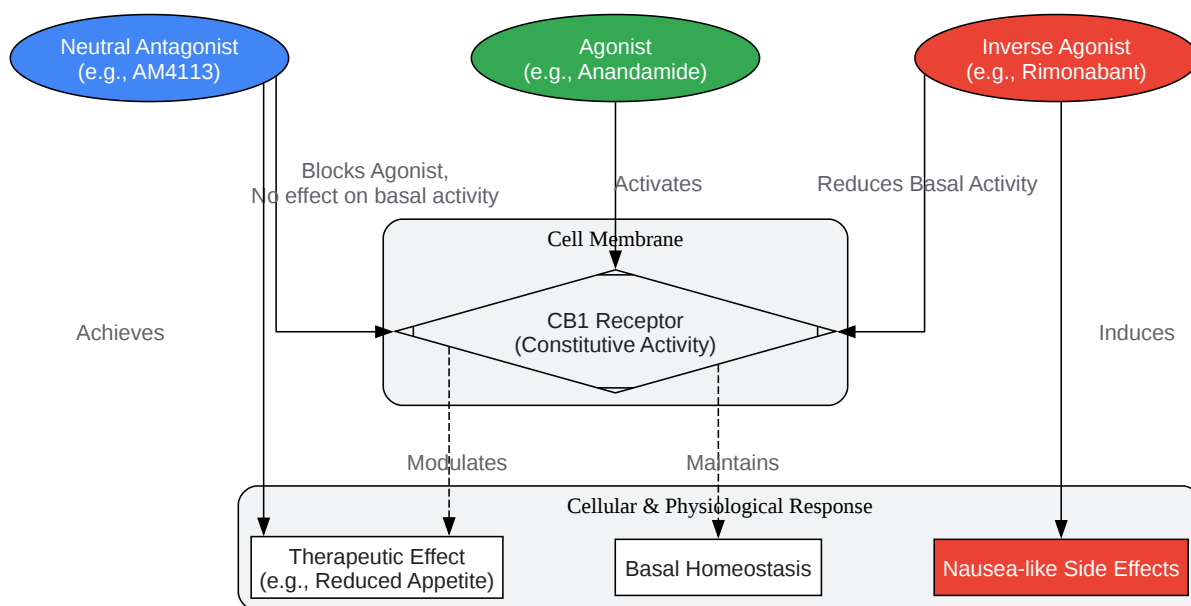 Neutral Antagonist
(e.g., AM4113)
Agonist
(e.g., Anandamide)
Inverse Agonist
(e.g., Rimonabant)
Blocks Agonist,
No effect on basal activity
Activates
Reduces Basal Activity
Cell Membrane
CB1 Receptor
(Constitutive Activity)
Achieves
Induces
Modulates
Maintains
Cellular & Physiological Response
Therapeutic Effect
(e.g., Reduced Appetite)
Basal Homeostasis
Nausea-like Side Effects